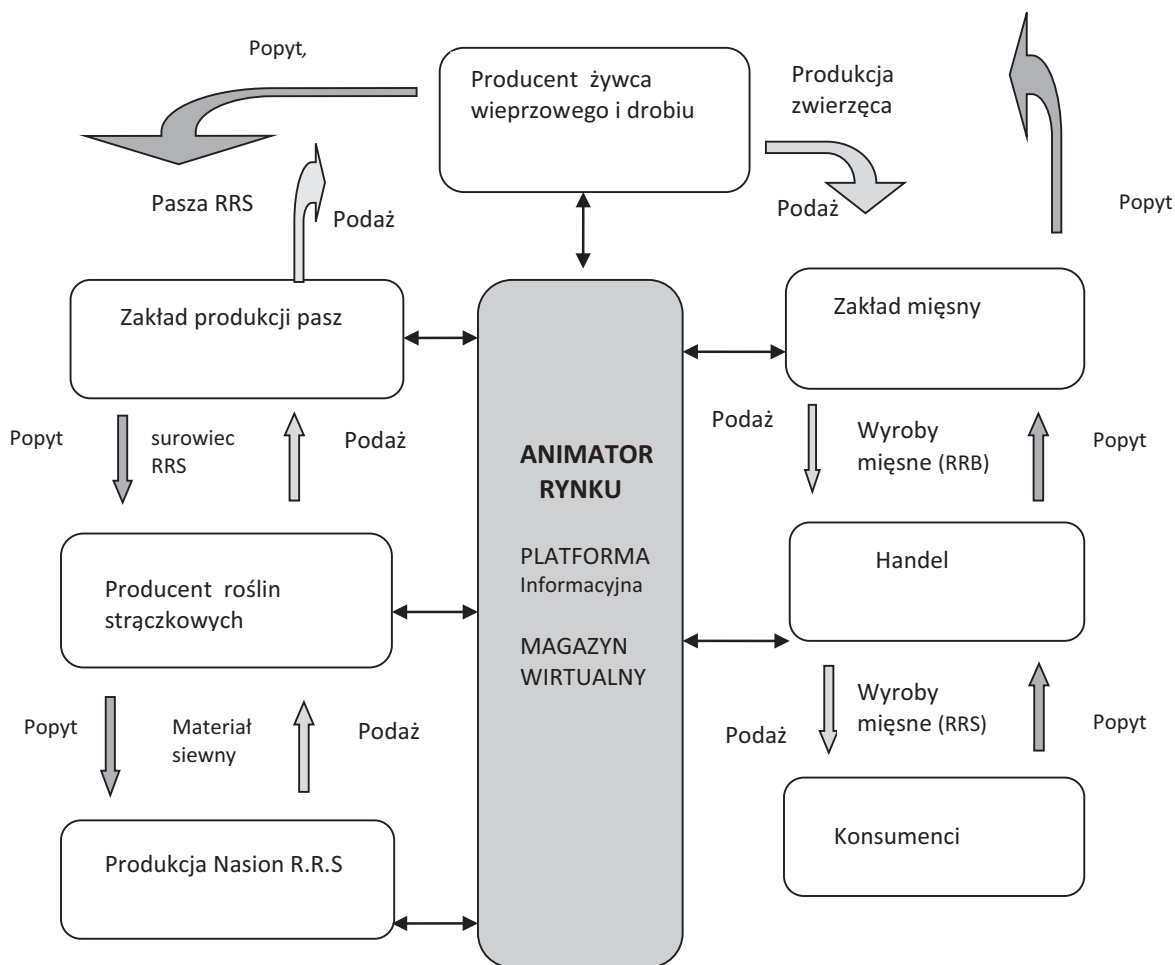 Popyt,
Producent żywca
wieprzowego i drobiu
Produkcja
zwierzęca
Pasza RRS
Podaż
Podaż
Popyt
Zakład produkcji pasz
Zakład mięsny
Popyt
surowiec
RRS
Podaż
ANIMATOR
RYNKU
PLATFORMA
Informacyjna
MAGAZYN
WIRTUALNY
Podaż
Wyroby
mięsne (RRB)
Popyt
Producent roślin
strączkowych
Handel
Popyt
Materiał
siewny
Podaż
Podaż
Wyroby
mięsne (RRS)
Popyt
Produkcja Nasion R.R.S
Konsumenci